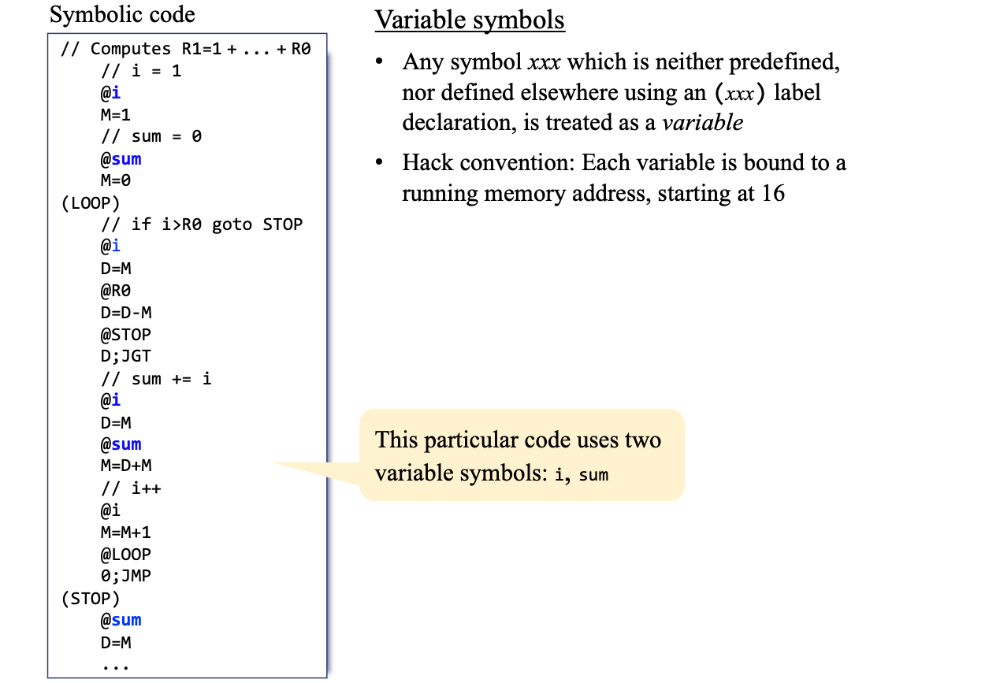 Symbolic code
// Computes R1=1 + ... + R0
// i = 1
@i
M=1
// sum = 0
@sum
M=0
(LOOP)
// if i>R0 goto STOP
@i
D=M
@R0
D=D-M
@STOP
D;JGT
// sum += i
@i
D=M
@sum
M=D+M
// i++
@i
M=M+1
@LOOP
0;JMP
(STOP)
@sum
D=M
...
Variable symbols
• Any symbol xxx which is neither predefined,
nor defined elsewhere using an (xxx) label
declaration, is treated as a variable
• Hack convention: Each variable is bound to a
running memory address, starting at 16
This particular code uses two
variable symbols: i, sum